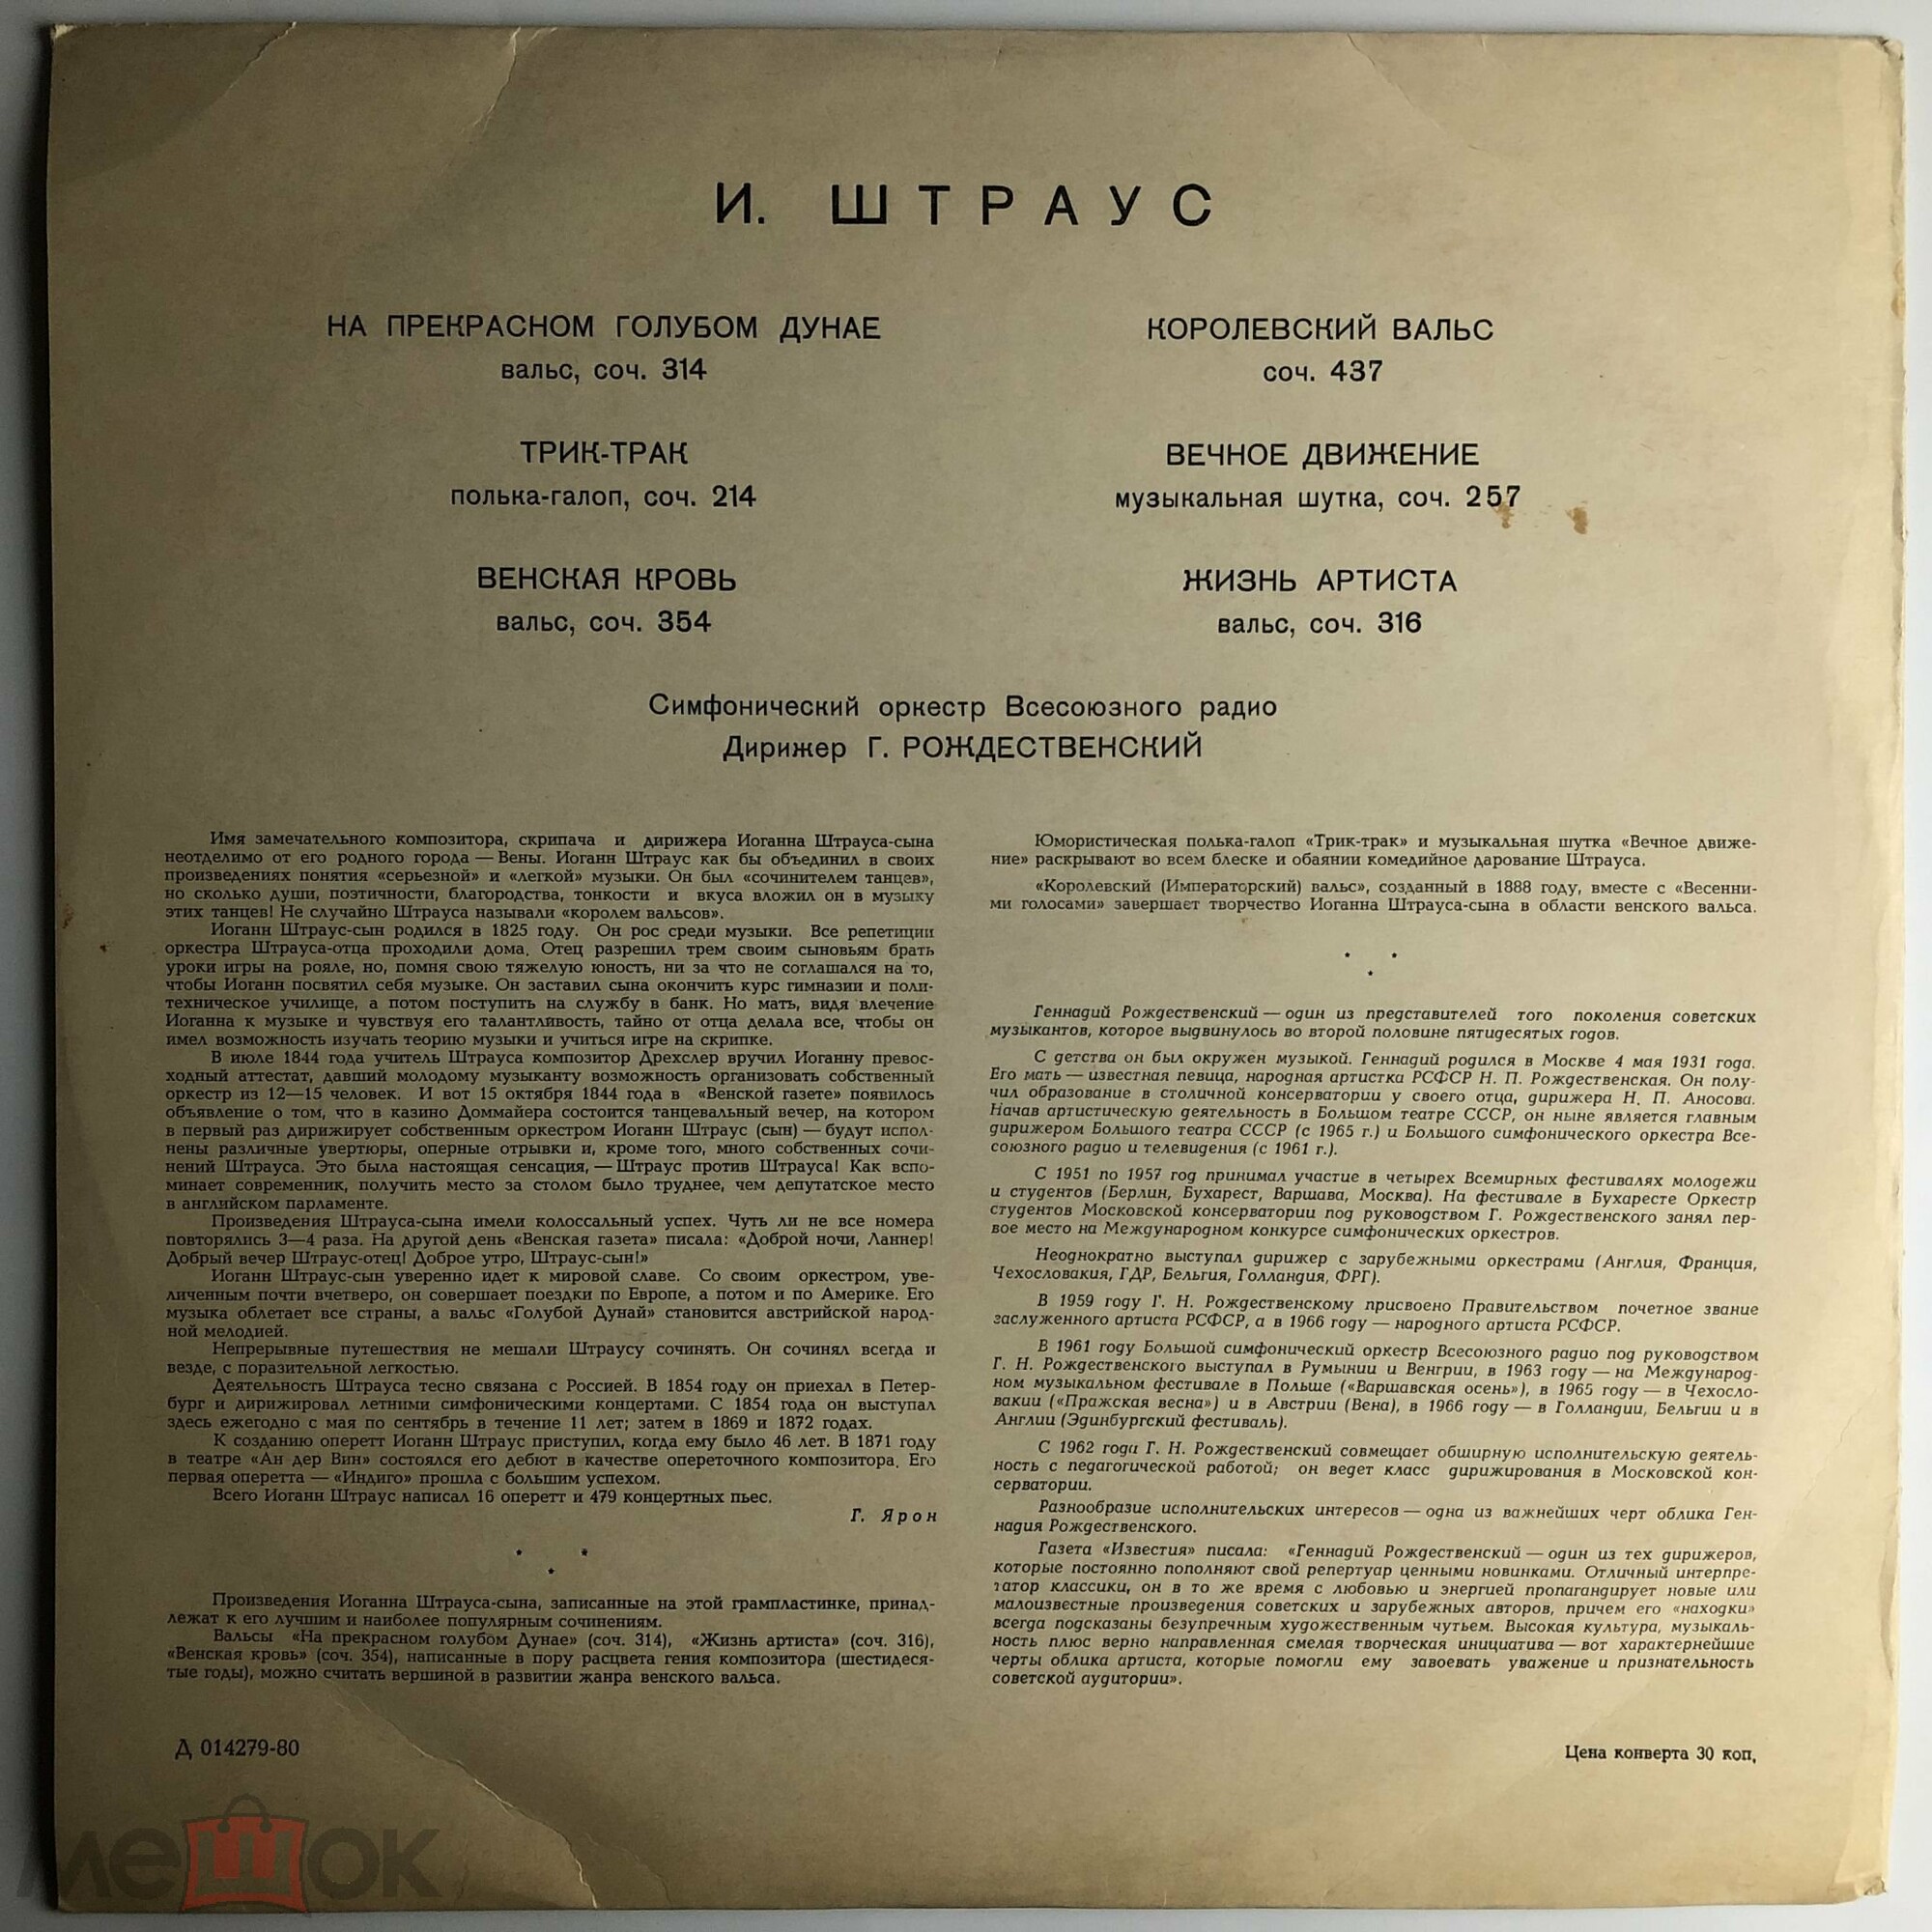 И. ШТРАУС
НА ПРЕКРАСНОМ ГОЛУБОМ ДУНАЕ
вальс, соч. 314
ТРИК-ТРАК
полька-галоп, соч. 214
ВЕНСКАЯ КРОВЬ
вальс, соч. 354
КОРОЛЕВСКИЙ ВАЛЬС
соч. 437
ВЕЧНОЕ ДВИЖЕНИЕ
музыкальная шутка, соч. 257
ЖИЗНЬ АРТИСТА
вальс, соч. 316
Симфонический оркестр Всесоюзного радио
Дирижер Г. РОЖДЕСТВЕНСКИЙ
Имя замечательного композитора, скрипача и дирижера Иоганна Штрауса-сына
неотделимо от его родного города — Вены. Иоганн Штраус как бы объединил в своих
произведениях понятия «серьезной» и «легкой» музыки. Он был «сочинителем танцев»,
но сколько души, поэтичности, благородства, тонкости и вкуса вложил он в музыку
этих танцев! Не случайно Штрауса называли «королем вальсов».
Иоганн Штраус-сын родился в 1825 году. Он рос среди музыки. Все репетиции
оркестра Штрауса-отца проходили дома. Отец разрешил трем своим сыновьям брать
уроки игры на рояле, но, помня свою тяжелую юность, ни за что не соглашался на то,
чтобы Иоганн посвятил себя музыке. Он заставил сына окончить курс гимназии и поли-
техническое училище, а потом поступить на службу в банк. Но мать, видя влечение
Иоганна к музыке и чувствуя его талантливость, тайно от отца делала все, чтобы он
имел возможность изучать теорию музыки и учиться игре на скрипке.
В июле 1844 года учитель Штрауса композитор Дрехслер вручил Иоганну превос-
ходный аттестат, давший молодому музыканту возможность организовать собственный
оркестр из 12—15 человек. И вот 15 октября 1844 года в «Венской газете» появилось
объявление о том, что в казино Доммайера состоится танцевальный вечер, на котором
в первый раз дирижирует собственным оркестром Иоганн Штраус (сын) — будут испол-
нены различные увертюры, оперные отрывки и, кроме того, много собственных сочи-
нений Штрауса. Это была настоящая сенсация, — Штраус против Штрауса! Как вспо-
минает современник, получить место за столом было труднее, чем депутатское место
в английском парламенте.
Произведения Штрауса-сына имели колоссальный успех. Чуть ли не все номера
повторялись 3—4 раза. На другой день «Венская газета» писала: «Доброй ночи, Ланнер!
Добрый вечер Штраус-отец! Доброе утро, Штраус-сын!»
Иоганн Штраус-сын уверенно идет к мировой славе. Со своим оркестром, уве-
личенным почти вчетверо, он совершает поездки по Европе, а потом и по Америке. Его
музыка облетает все страны, а вальс «Голубой Дунай» становится австрийской народ-
ной мелодией.
Непрерывные путешествия не мешали Штраусу сочинять. Он сочинял всегда и
везде, с поразительной легкостью.
Деятельность Штрауса тесно связана с Россией. В 1854 году он приехал в Петер-
бург и дирижировал летними симфоническими концертами. С 1854 года он выступал
здесь ежегодно с мая по сентябрь в течение 11 лет; затем в 1869 и 1872 годах.
К созданию оперетт Иоганн Штраус приступил, когда ему было 46 лет. В 1871 году
в театре «Ан дер Вин» состоялся его дебют в качестве опереточного композитора. Его
первая оперетта — «Индиго» прошла с большим успехом.
Всего Иоганн Штраус написал 16 оперетт и 479 концертных пьес.
Г. Ярон
Произведения Иоганна Штрауса-сына, записанные на этой грампластинке, принад-
лежат к его лучшим и наиболее популярным сочинениям.
Вальсы «На прекрасном голубом Дунае» (соч. 314), «Жизнь артиста» (соч. 316),
«Венская кровь» (соч. 354), написанные в пору расцвета гения композитора (шестидеся-
тые годы), можно считать вершиной в развитии жанра венского вальса.
Юмористическая полька-галоп «Трик-трак» и музыкальная шутка «Вечное движе-
ние» раскрывают во всем блеске и обаянии комедийное дарование Штрауса.
«Королевский (Императорский) вальс», созданный в 1888 году, вместе с «Весенни-
ми голосами» завершает творчество Иоганна Штрауса-сына в области венского вальса.
Геннадий Рождественский — один из представителей того поколения советских
музыкантов, которое выдвинулось во второй половине пятидесятых годов.
С детства он был окружен музыкой. Геннадий родился в Москве 4 мая 1931 года.
Его мать — известная певица, народная артистка РСФСР Н. П. Рождественская. Он полу-
чил образование в столичной консерватории у своего отца, дирижера Н. П. Аносова.
Начав артистическую деятельность в Большом театре СССР, он ныне является главным
дирижером Большого театра СССР (с 1965 г.) и Большого симфонического оркестра Все-
союзного радио и телевидения (с 1961 г.).
С 1951 по 1957 год принимал участие в четырех Всемирных фестивалях молодежи
и студентов (Берлин, Бухарест, Варшава, Москва). На фестивале в Бухаресте Оркестр
студентов Московской консерватории под руководством Г. Рождественского занял пер-
вое место на Международном конкурсе симфонических оркестров.
Неоднократно выступал дирижер с зарубежными оркестрами (Англия, Франция,
Чехословакия, ГДР, Бельгия, Голландия, ФРГ).
В 1959 году Г. Н. Рождественскому присвоено Правительством почетное звание
заслуженного артиста РСФСР, а в 1966 году — народного артиста РСФСР.
В 1961 году Большой симфонический оркестр Всесоюзного радио под руководством
Г. Н. Рождественского выступал в Румынии и Венгрии, в 1963 году — на Международ-
ном музыкальном фестивале в Польше («Варшавская осень»), в 1965 году — в Чехосло-
вакии («Пражская весна») и в Австрии (Вена), в 1966 году — в Голландии, Бельгии и в
Англии (Эдинбургский фестиваль).
С 1962 года Г. Н. Рождественский совмещает обширную исполнительскую деятель-
ность с педагогической работой; он ведет класс дирижирования в Московской кон-
серватории.
Разнообразие исполнительских интересов — одна из важнейших черт облика Ген-
надия Рождественского.
Газета «Известия» писала: «Геннадий Рождественский — один из тех дирижеров,
которые постоянно пополняют свой репертуар ценными новинками. Отличный интерпре-
татор классики, он в то же время с любовью и энергией пропагандирует новые или
малоизвестные произведения советских и зарубежных авторов, причем его «находки»
всегда подсказаны безупречным художественным чутьем. Высокая культура, музыкаль-
ность плюс верно направленная смелая творческая инициатива — вот характернейшие
черты облика артиста, которые помогли ему завоевать уважение и признательность
советской аудитории».
Д 014279-80
Цена конверта 30 коп.
мешок